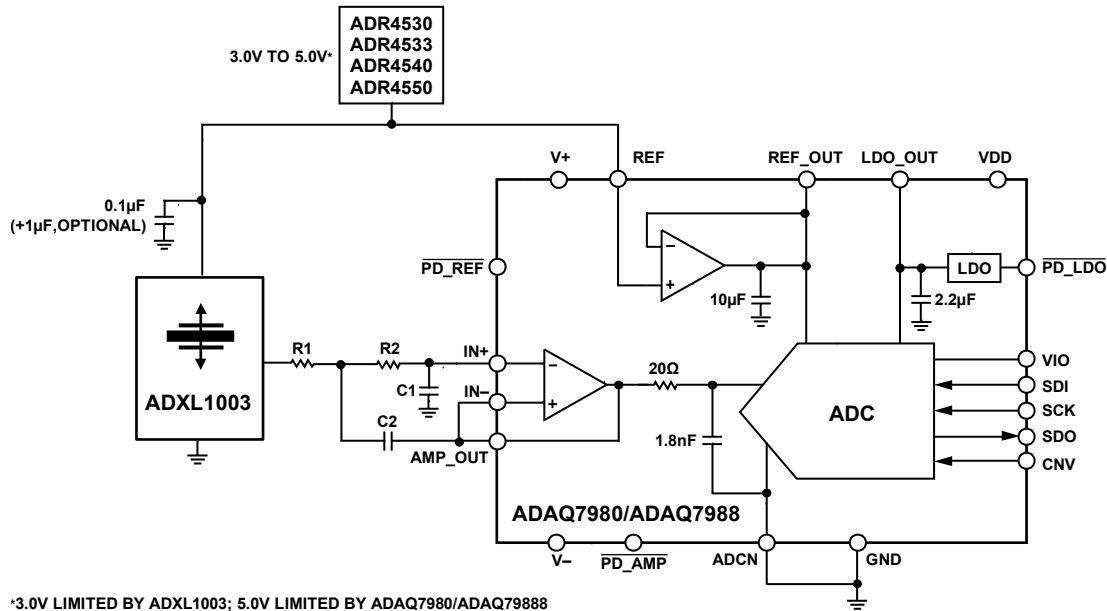 ADR4530
ADR4533
ADR4540
ADR4550
3.0V TO 5.0V*
V+
REF
REF_OUT
LDO_OUT
VDD
0.1µF
(+1µF,OPTIONAL)
PD_REF
−
+
10µF
LDO
PD_LDO
2.2µF
ADXL1003
R1
R2
C1
C2
IN+
IN–
AMP_OUT
−
+
20Ω
1.8nF
ADC
VIO
SDI
SCK
SDO
CNV
ADAQ7980/ADAQ7988
V–
PD_AMP
ADCN
GND
*3.0V LIMITED BY ADXL1003; 5.0V LIMITED BY ADAQ7980/ADAQ79888